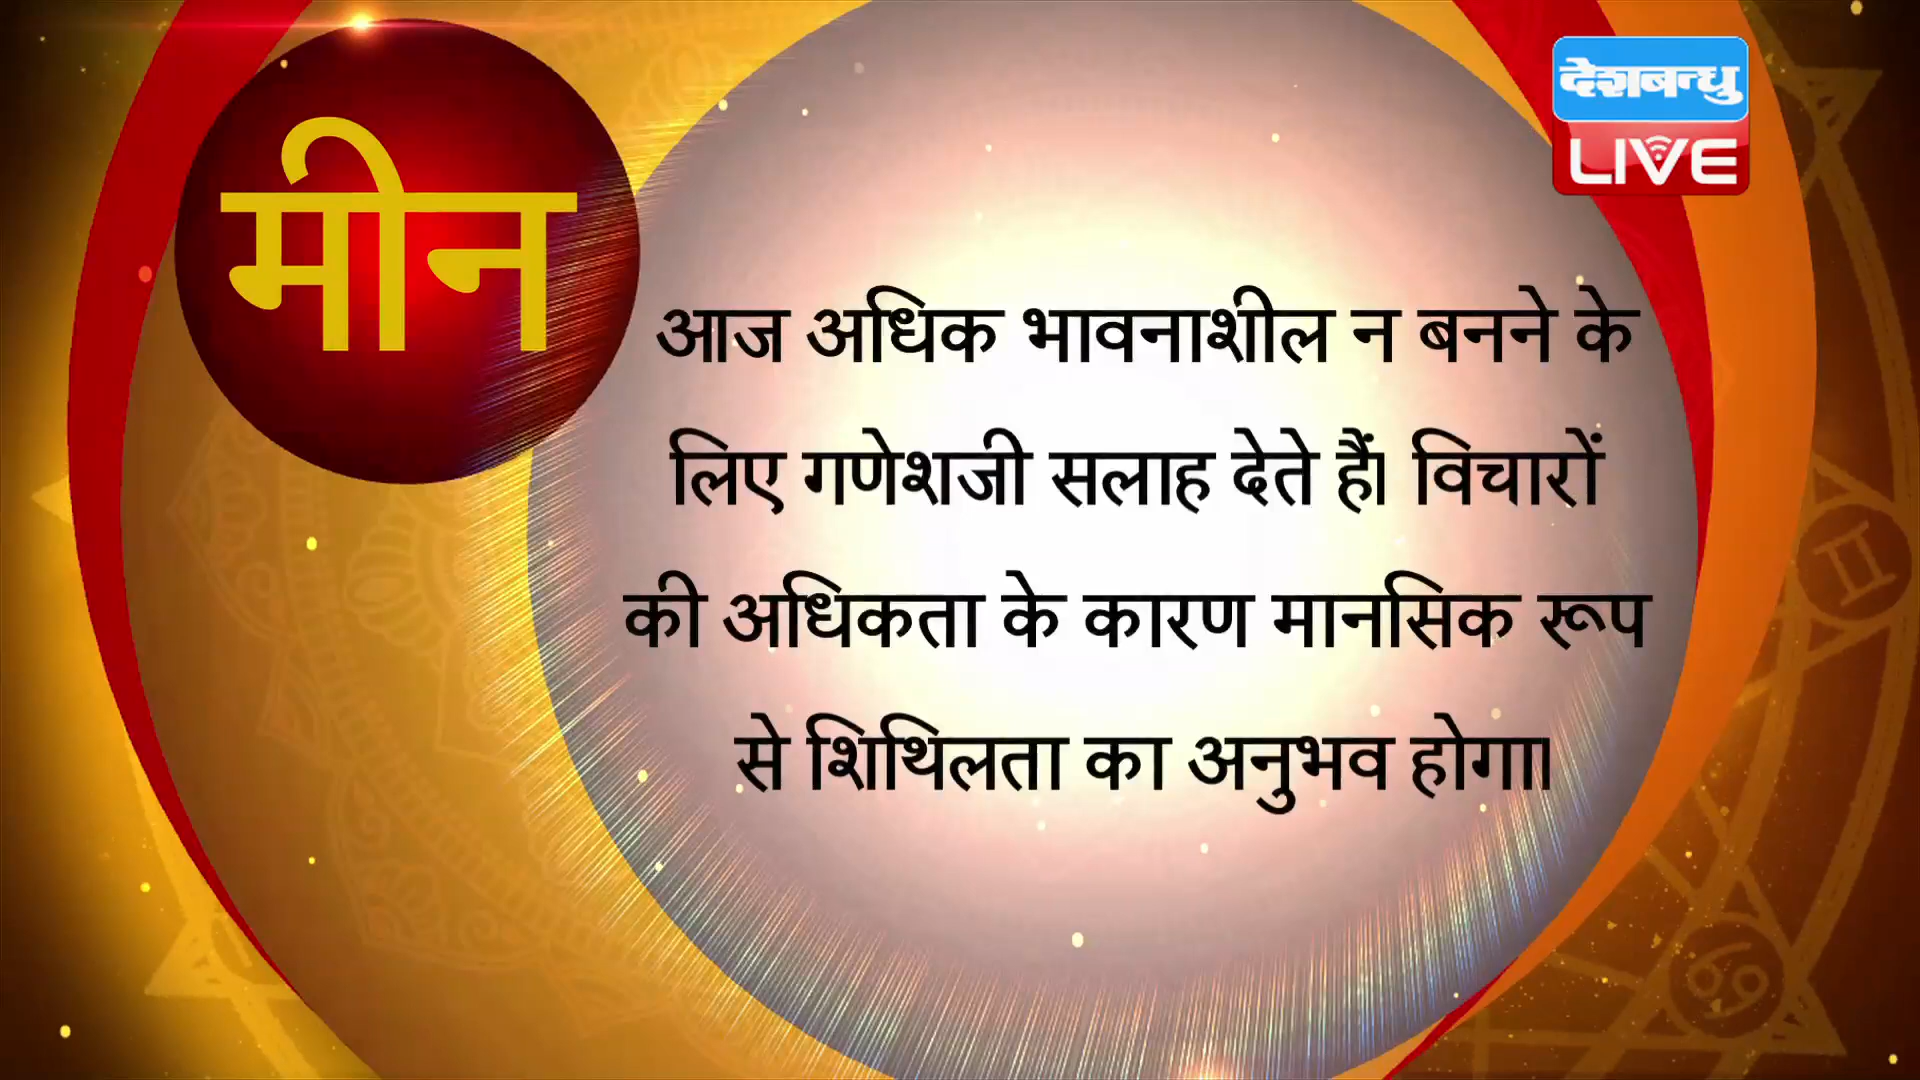 मीन
देशबन्धु
LIVE
आज अधिक भावनाशील न बनने के
लिए गणेशजी सलाह देते हैं। विचारों
की अधिकता के कारण मानसिक रूप
से शिथिलता का अनुभव होगा।